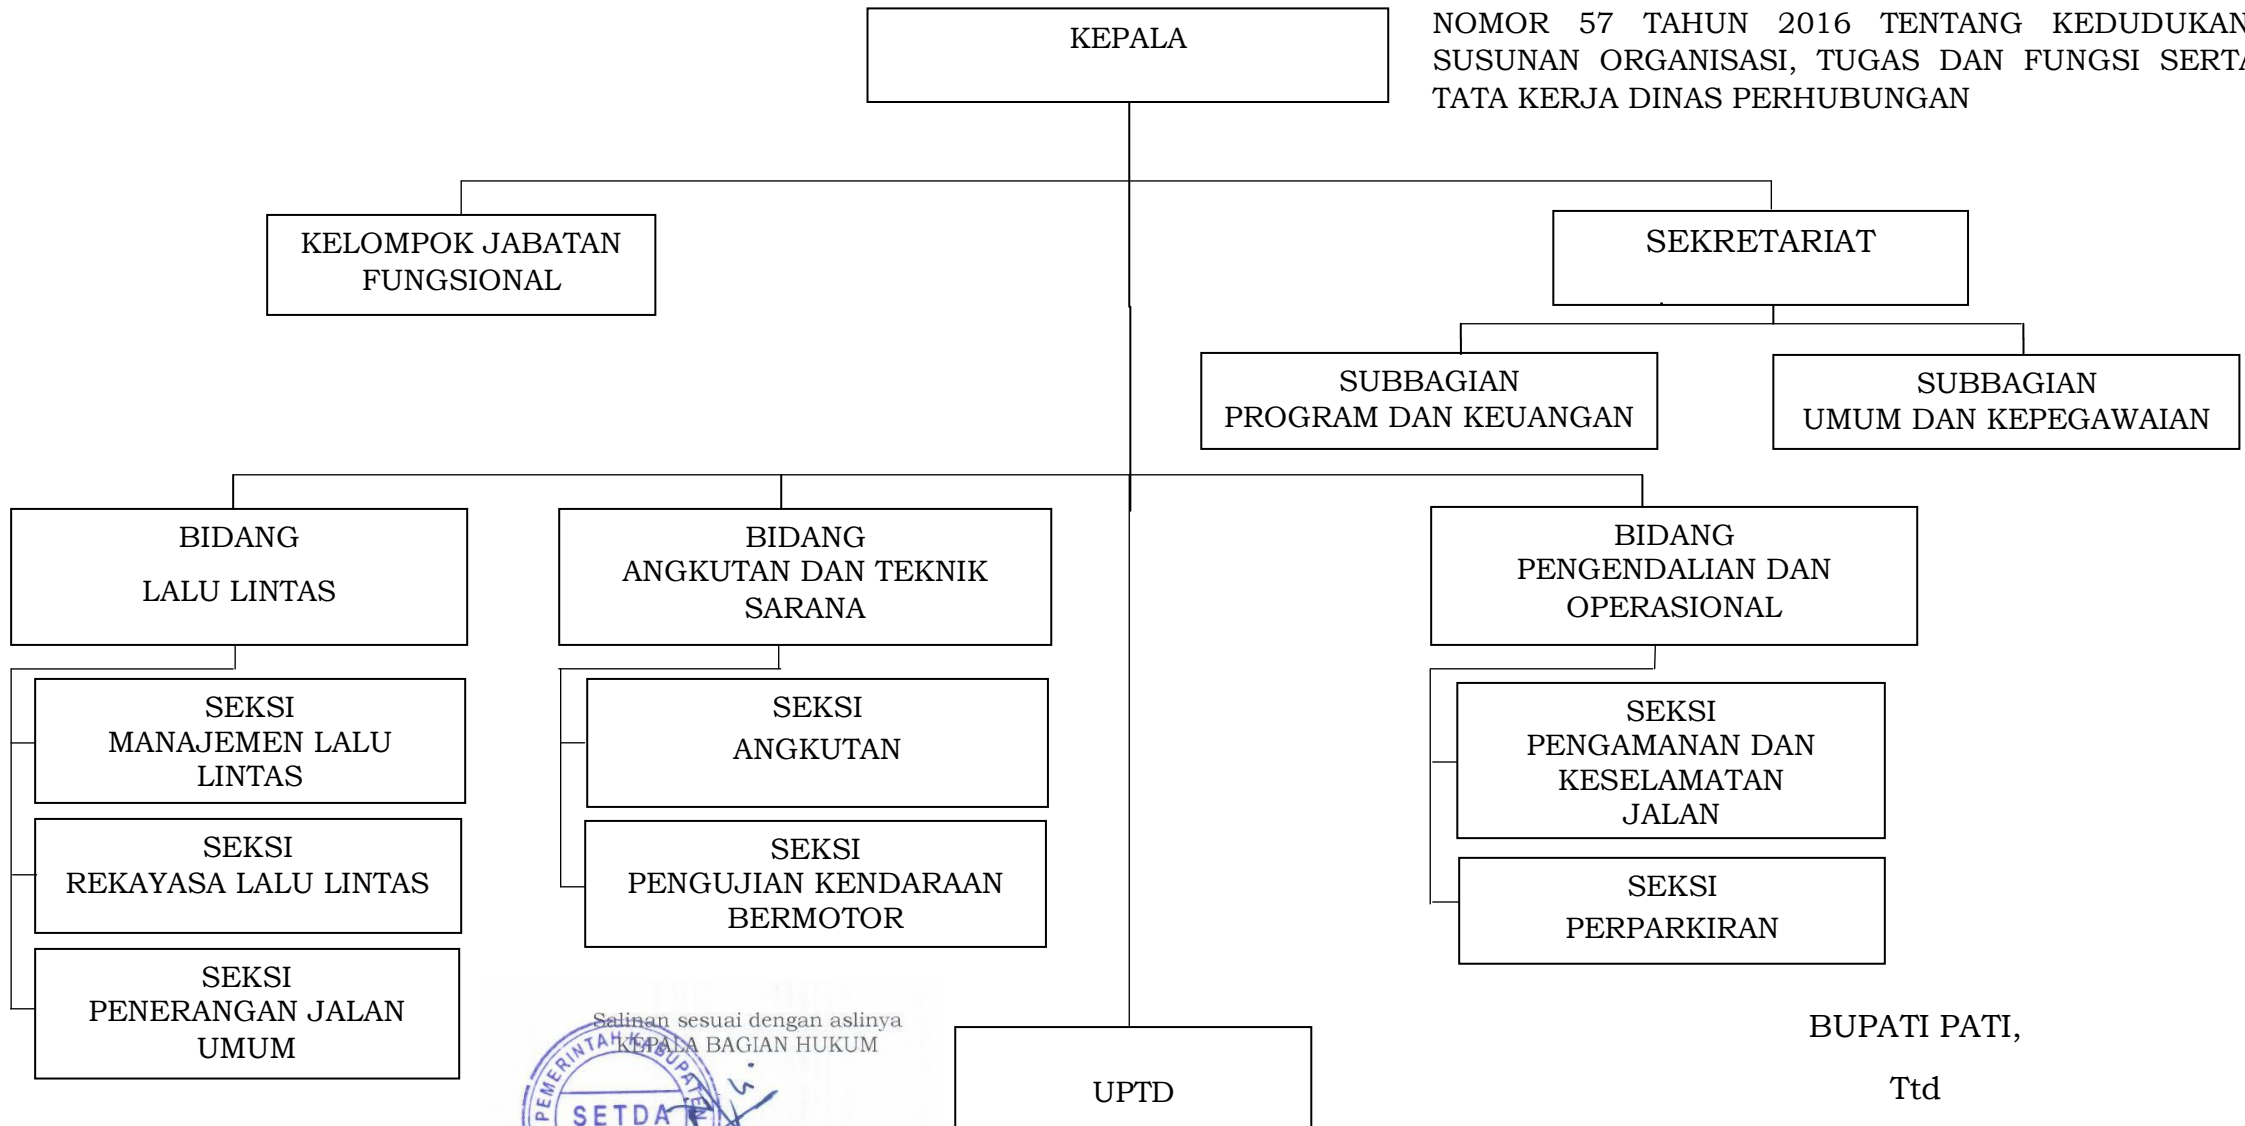 KEPALA
NOMOR 57 TAHUN 2016 TENTANG KEDUDUKAN
SUSUNAN ORGANISASI, TUGAS DAN FUNGSI SERTA
TATA KERJA DINAS PERHUBUNGAN
KELOMPOK JABATAN
FUNGSIONAL
SEKRETARIAT
SUBBAGIAN
PROGRAM DAN KEUANGAN
SUBBAGIAN
UMUM DAN KEPEGAWAIAN
BIDANG
LALU LINTAS
BIDANG
ANGKUTAN DAN TEKNIK
SARANA
BIDANG
PENGENDALIAN DAN
OPERASIONAL
SEKSI
MANAJEMEN LALU
LINTAS
SEKSI
REKAYASA LALU LINTAS
SEKSI
PENERANGAN JALAN
UMUM
SEKSI
ANGKUTAN
SEKSI
PENGUJIAN KENDARAAN
BERMOTOR
SEKSI
PENGAMANAN DAN
KESELAMATAN
JALAN
SEKSI
PERPARKIRAN
Salinan sesuai dengan aslinya
KEPALA BAGIAN HUKUM
PEMERINTAH KABUPATEN
SETDA
UPTD
BUPATI PATI,
Ttd